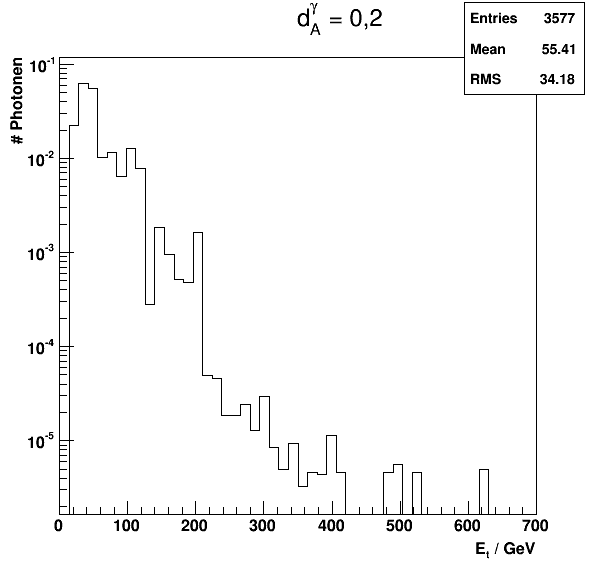 d_A^γ = 0,2
Entries 3577
Mean 55.41
RMS 34.18
# Photonen
10^-1
10^-2
10^-3
10^-4
10^-5
0 100 200 300 400 500 600 700
E_t / GeV